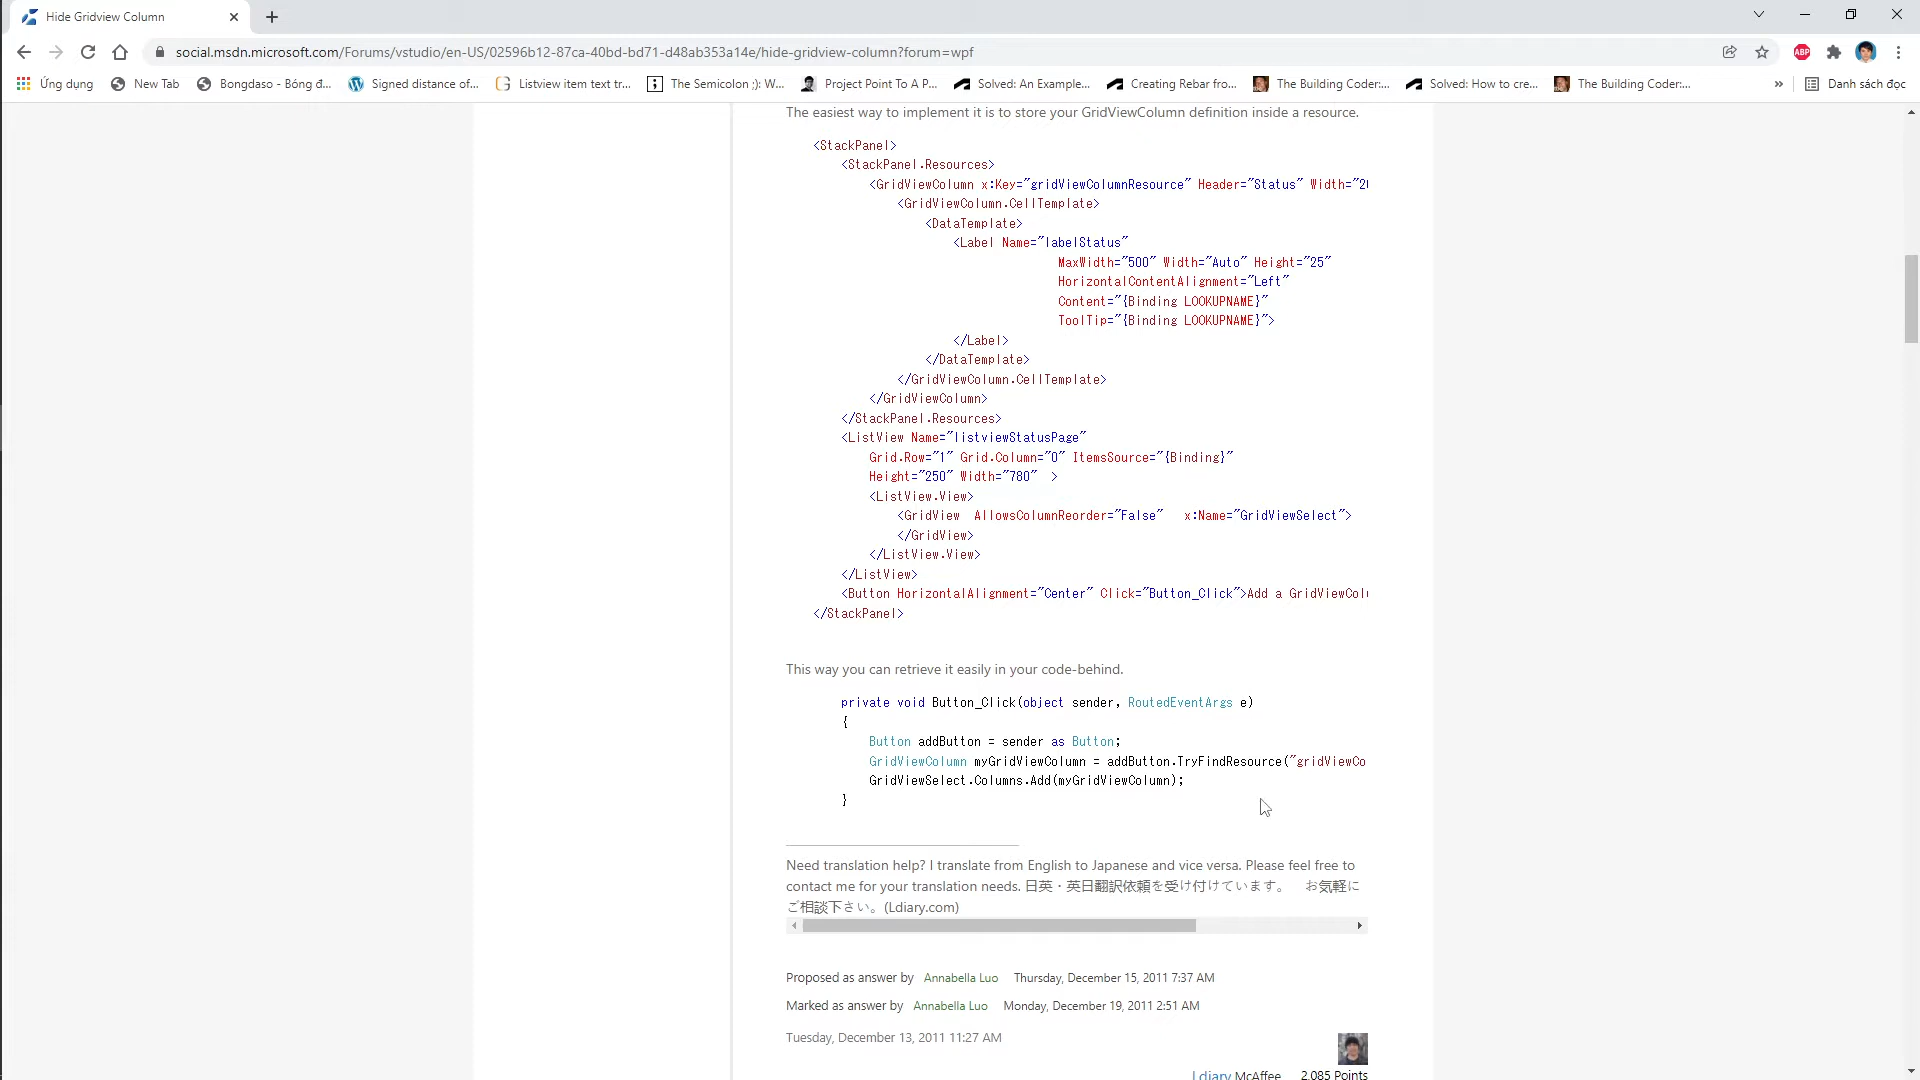 Hide Gridview Column
social.msdn.microsoft.com/Forums/vstudio/en-US/02596b12-87ca-40bd-bd71-d48ab353a14e/hide-gridview-column?forum=wpf
ABP
Ứng dụng New Tab Bongdaso - Bóng đ... Signed distance of... Listview item text tr... The Semicolon ;): W... Project Point To A P... Solved: An Example... Creating Rebar fro... The Building Coder:... Solved: How to cre... The Building Coder:... » Danh sách đọc
The easiest way to implement it is to store your GridViewColumn definition inside a resource.
<StackPanel>
<StackPanel.Resources>
<GridViewColumn x:Key="gridViewColumnResource" Header="Status" Width="20
<GridViewColumn.CellTemplate>
<DataTemplate>
<Label Name="labelStatus"
MaxWidth="500" Width="Auto" Height="25"
HorizontalContentAlignment="Left"
Content="{Binding LOOKUPNAME}"
ToolTip="{Binding LOOKUPNAME}">
</Label>
</DataTemplate>
</GridViewColumn.CellTemplate>
</GridViewColumn>
</StackPanel.Resources>
<ListView Name="listviewStatusPage"
Grid.Row="1" Grid.Column="0" ItemsSource="{Binding}"
Height="250" Width="780" >
<ListView.View>
<GridView AllowsColumnReorder="False" x:Name="GridViewSelect">
</GridView>
</ListView.View>
</ListView>
<Button HorizontalAlignment="Center" Click="Button_Click">Add a GridViewColu
</StackPanel>
This way you can retrieve it easily in your code-behind.
private void Button_Click(object sender, RoutedEventArgs e)
{
Button addButton = sender as Button;
GridViewColumn myGridViewColumn = addButton.TryFindResource("gridViewCo
GridViewSelect.Columns.Add(myGridViewColumn);
}
Need translation help? I translate from English to Japanese and vice versa. Please feel free to
contact me for your translation needs. 日英・英日翻訳依頼を受け付けています。 お気軽に
ご相談下さい。(Ldiary.com)
Proposed as answer by Annabella Luo Thursday, December 15, 2011 7:37 AM
Marked as answer by Annabella Luo Monday, December 19, 2011 2:51 AM
Tuesday, December 13, 2011 11:27 AM
Ldiary McAffee 2,085 Points